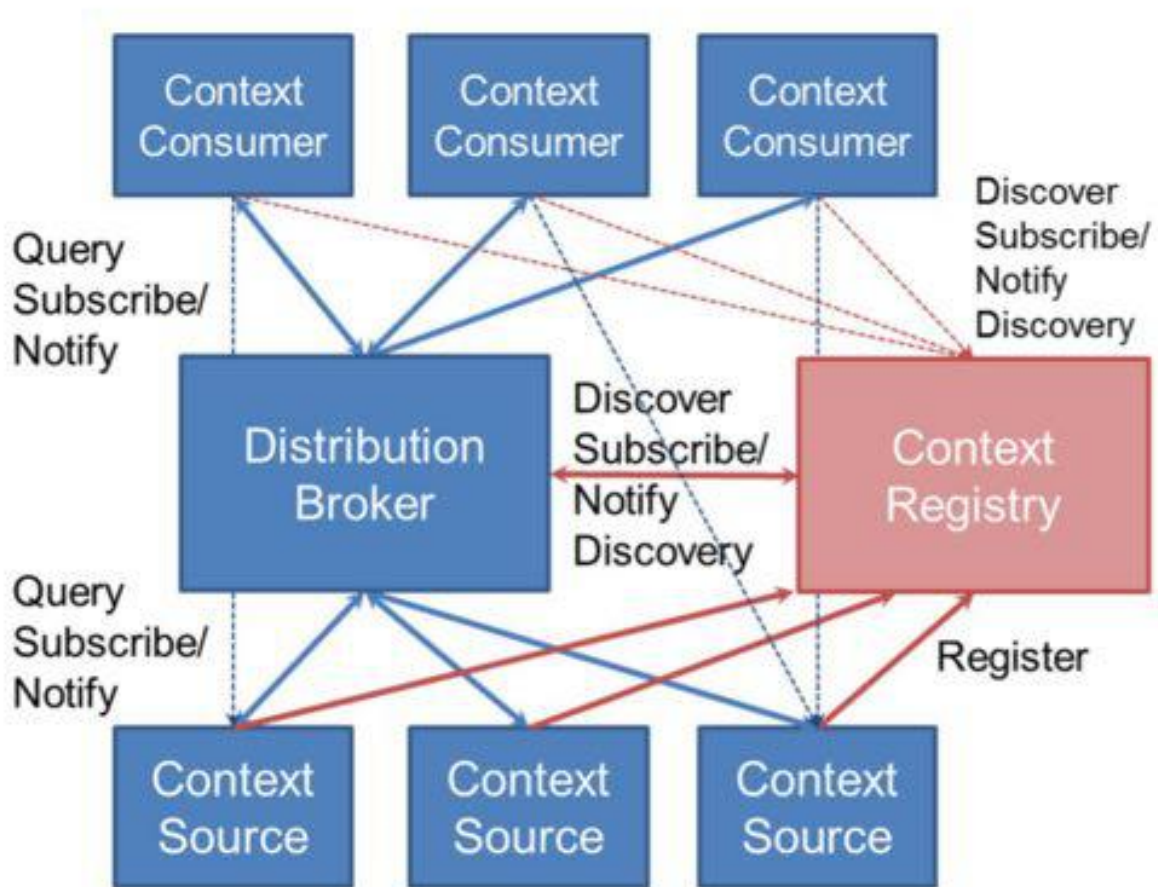 Context
Consumer
Context
Consumer
Context
Consumer
Discover
Subscribe/
Notify
Discovery
Query
Subscribe/
Notify
Distribution
Broker
Discover
Subscribe/
Notify
Discovery
Context
Registry
Query
Subscribe/
Notify
Register
Context
Source
Context
Source
Context
Source